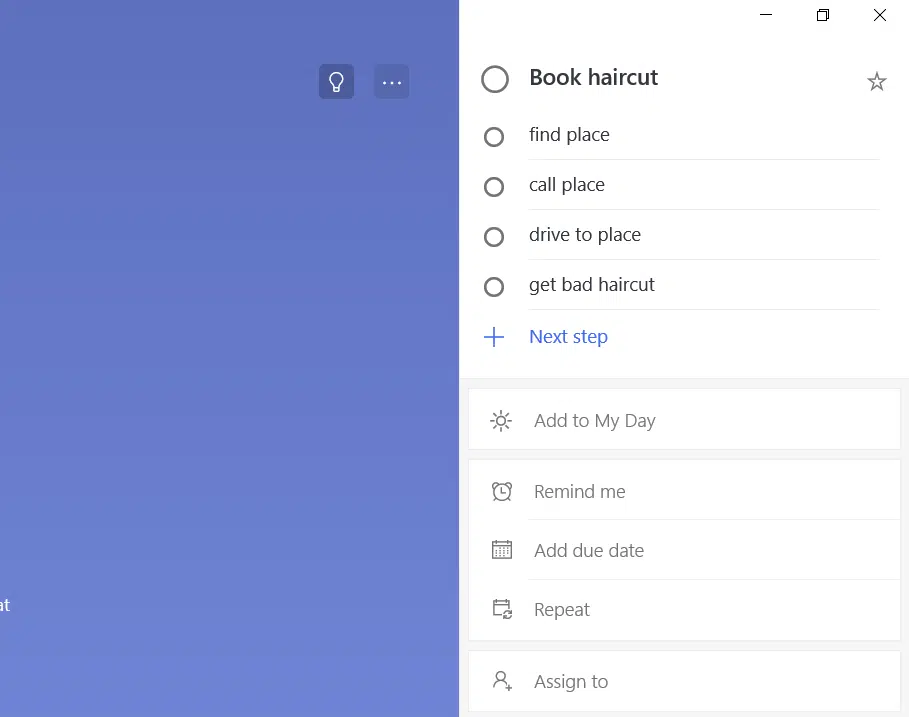 Book haircut
find place
call place
drive to place
get bad haircut
Next step
Add to My Day
Remind me
Add due date
Repeat
at
Assign to